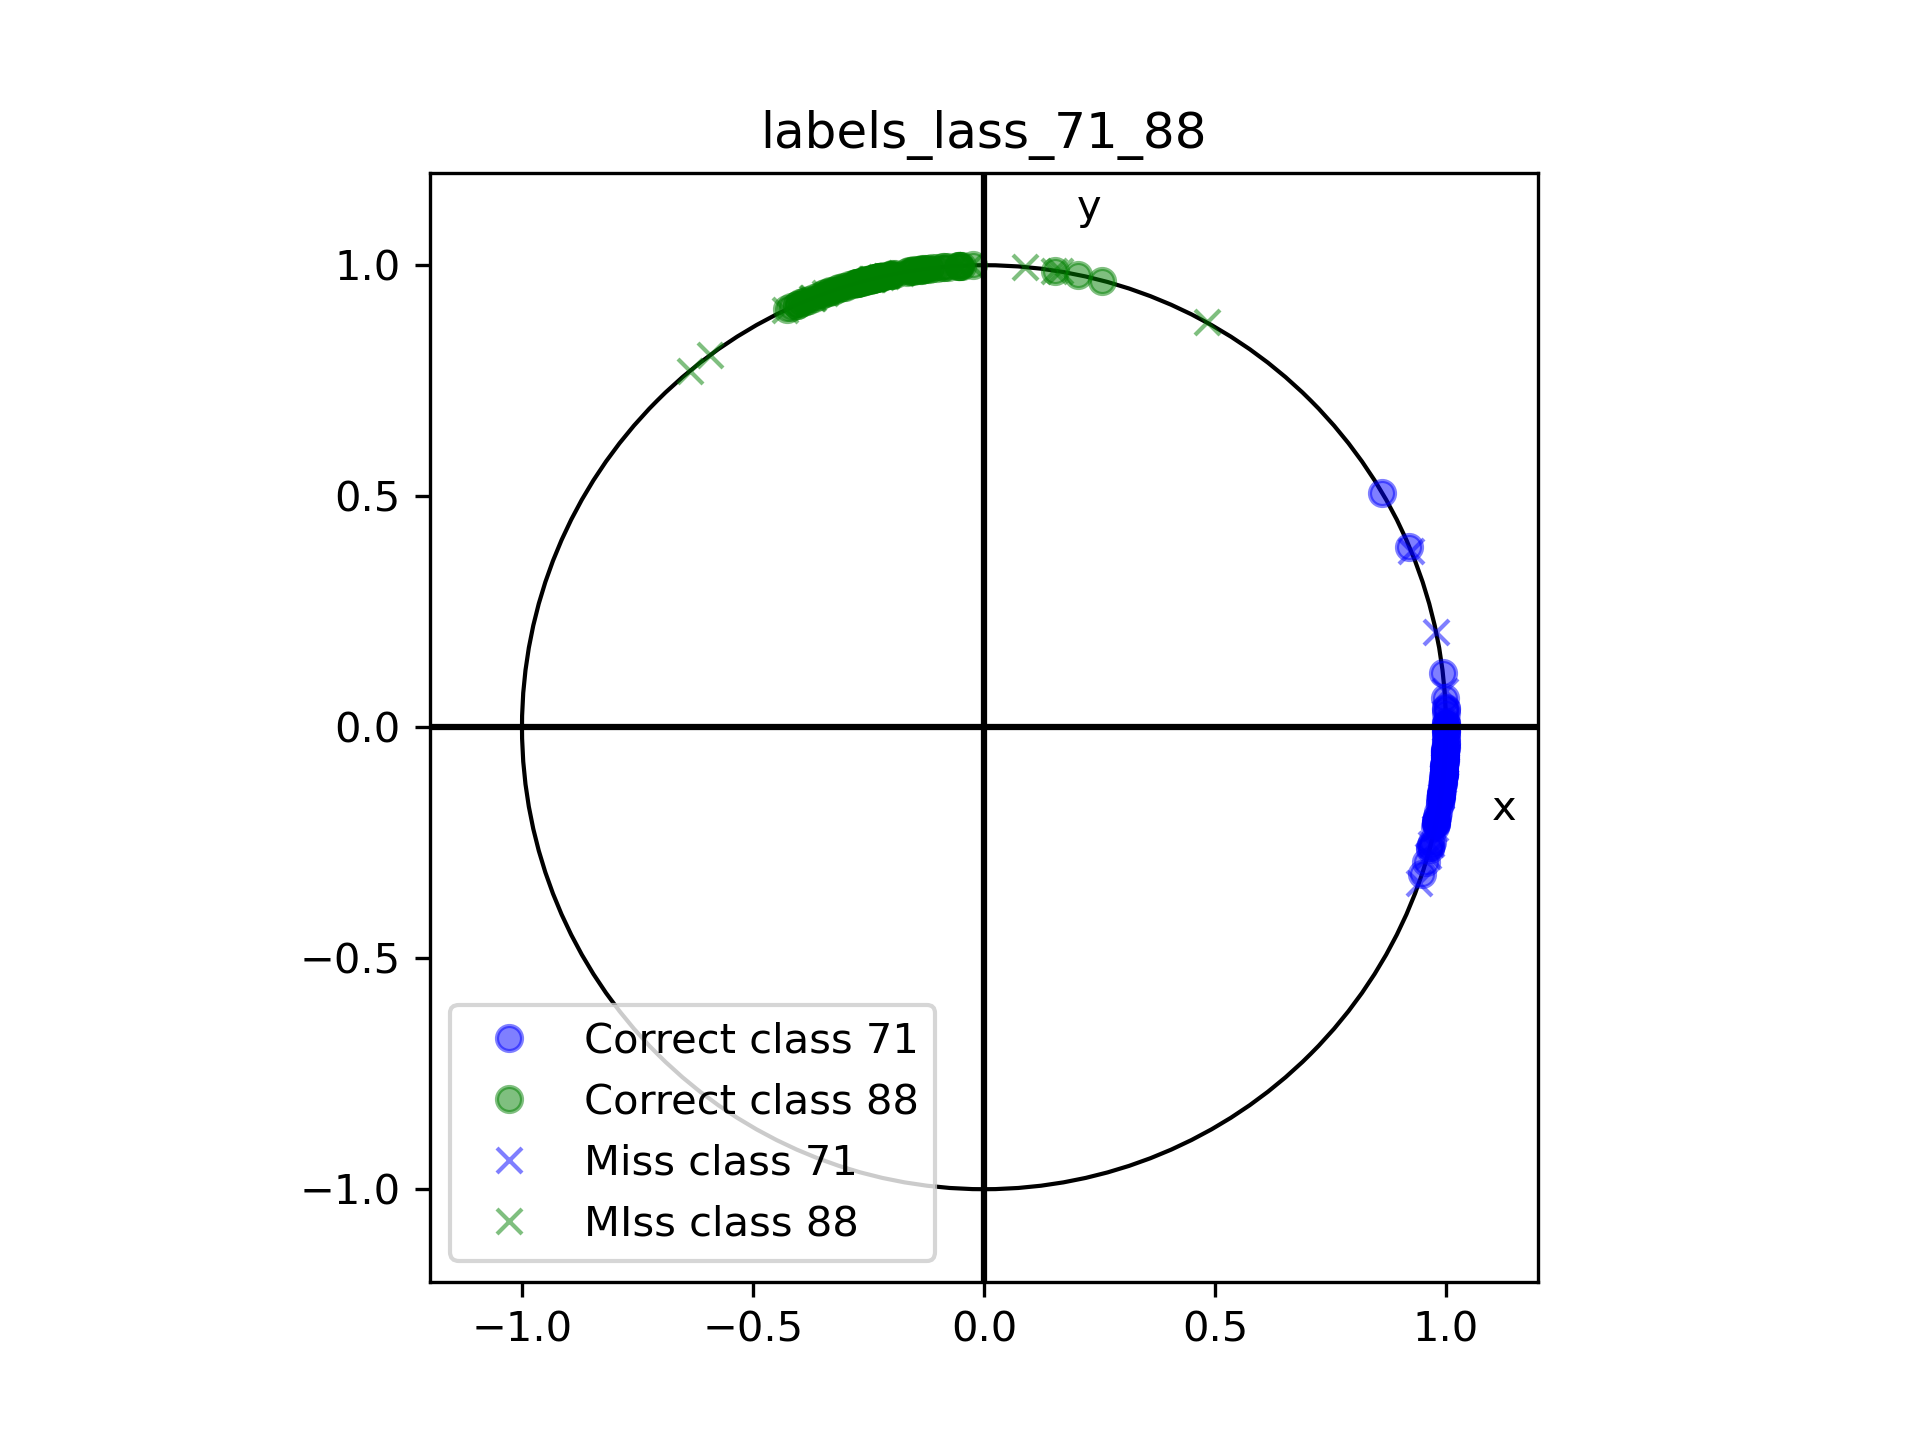 labels_lass_71_88
y
1.0
0.5
0.0
x
−0.5
−1.0
Correct class 71
Correct class 88
Miss class 71
MIss class 88
−1.0 −0.5 0.0 0.5 1.0